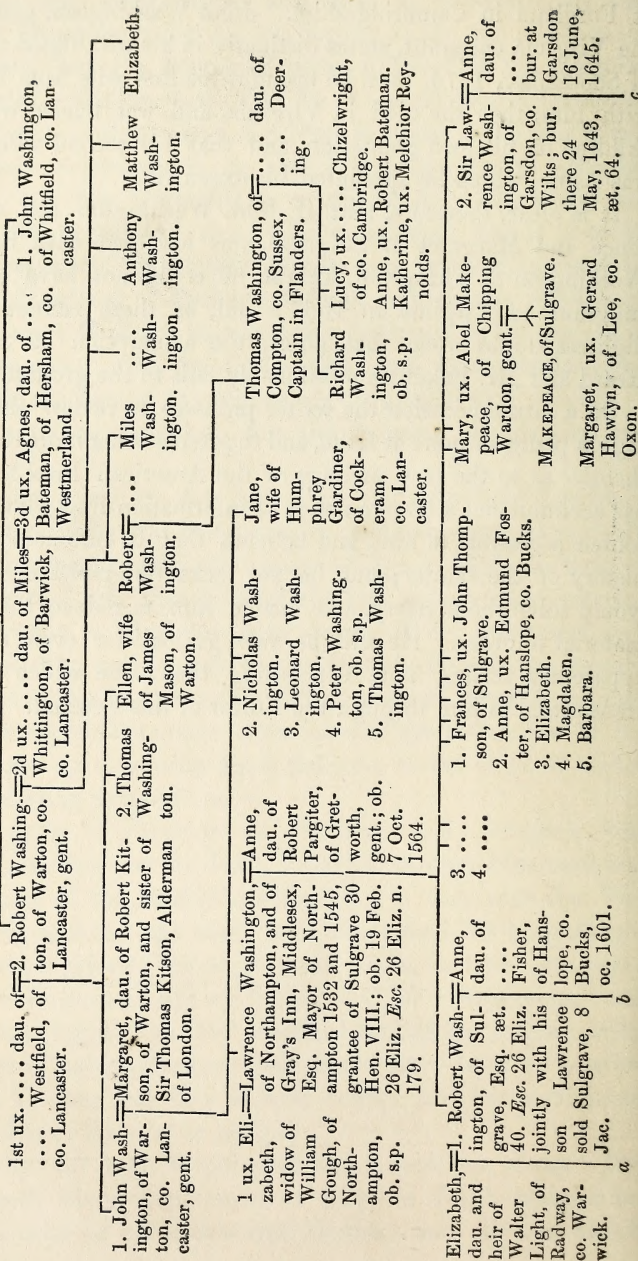 1st ux. .... dau. of
.... Westfield, of
co. Lancaster.
2. Robert Washing-
ton, of Warton, co.
Lancaster, gent.
2d ux. .... dau. of Miles
Whittington, of Barwick,
co. Lancaster.
3d ux. Agnes, dau. of ....
Bateman, of Hersham, co.
Westmerland.
1. John Washington,
of Whitfield, co. Lan-
caster.
1. John Wash-
ington, of War-
ton, co. Lan-
caster, gent.
Margaret, dau. of Robert Kit-
son, of Warton, and sister of
Sir Thomas Kitson, Alderman
of London.
2. Thomas
Washing-
ton.
Ellen, wife
of James
Mason, of
Warton.
Robert
Wash-
ington.
....
Miles
Wash-
ington.
....
Wash-
ington.
Anthony
Wash-
ington.
Matthew
Wash-
ington.
Elizabeth.
1 ux. Eli-
zabeth,
widow of
William
Gough, of
North-
ampton,
ob. s.p.
Lawrence Washington,
of Northampton, and of
Gray's Inn, Middlesex,
Esq. Mayor of North-
ampton 1532 and 1545,
grantee of Sulgrave 30
Hen. VIII.; ob. 19 Feb.
26 Eliz. Esc. 26 Eliz. n.
179.
Anne,
dau. of
Robert
Pargiter,
of Gret-
worth,
gent.; ob.
7 Oct.
1564.
2. Nicholas Wash-
ington.
3. Leonard Wash-
ington.
4. Peter Washing-
ton, ob. s.p.
5. Thomas Wash-
ington.
Jane,
wife of
Hum-
phrey
Gardiner,
of Cock-
eram,
co. Lan-
caster.
Thomas Washington, of
Compton, co. Sussex,
Captain in Flanders.
.... dau. of
.... Deer-
ing.
Richard
Wash-
ington,
ob. s.p.
Lucy, ux. .... Chizelwright,
of co. Cambridge.
Anne, ux. Robert Bateman.
Katherine, ux. Melchior Rey-
nolds.
Elizabeth,
dau. and
heir of
Walter
Light, of
Radway,
co. War-
wick.
1. Robert Wash-
ington, of Sul-
grave, Esq. æt.
40. Esc. 26 Eliz.
jointly with his
son Lawrence
sold Sulgrave, 8
Jac.
Anne,
dau. of
....
Fisher,
of Hans-
lope, co.
Bucks,
oc. 1601.
3. ....
4. ....
1. Frances, ux. John Thomp-
son, of Sulgrave.
2. Anne, ux. Edmund Fos-
ter, of Hanslope, co. Bucks.
3. Elizabeth.
4. Magdalen.
5. Barbara.
Mary, ux. Abel Make-
peace, of Chipping
Wardon, gent.
MAKEPEACE, of Sulgrave.
Margaret, ux. Gerard
Hawtyn, of Lee, co.
Oxon.
2. Sir Law-
rence Wash-
ington, of
Garsdon, co.
Wilts; bur.
there 24
May, 1643,
æt. 64.
Anne,
dau. of
....
bur. at
Garsdon
16 June,
1645.
a
b
c